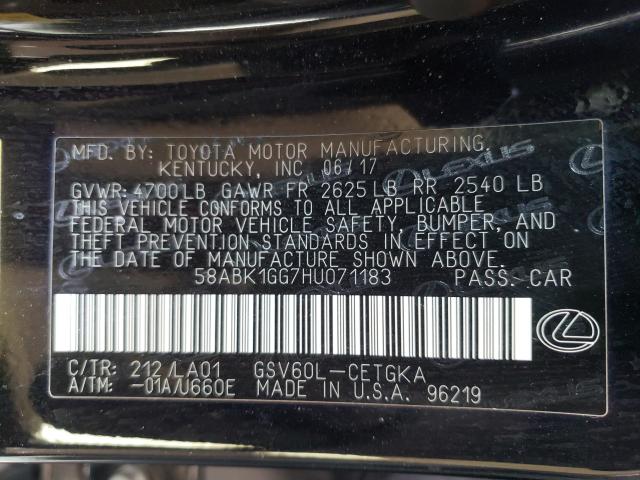 MFD. BY: TOYOTA MOTOR MANUFACTURING,
KENTUCKY, INC 06/17
GVWR: 4700LB GAWR FR 2625LB RR 2540 LB
THIS VEHICLE CONFORMS TO ALL APPLICABLE
FEDERAL MOTOR VEHICLE SAFETY, BUMPER, AND
THEFT PREVENTION STANDARDS IN EFFECT ON
THE DATE OF MANUFACTURE SHOWN ABOVE.
58ABK1GG7HU071183 PASS. CAR
C/TR: 212/LA01 GSV60L-CETGKA
A/TM: -01A/U660E MADE IN U.S.A. 96219
LEXUS